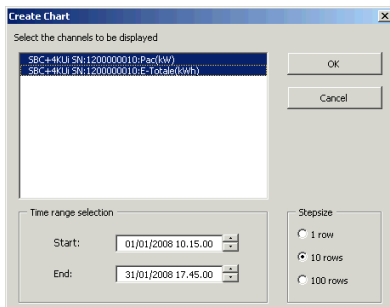 Create Chart
Select the channels to be displayed
SBC+4KUi SN:1200000010:Pac(kW)
SBC+4KUi SN:1200000010:E-Totale(kWh)
OK
Cancel
Time range selection
Start: 01/01/2008 10.15.00
End: 31/01/2008 17.45.00
Stepsize
1 row
10 rows
100 rows